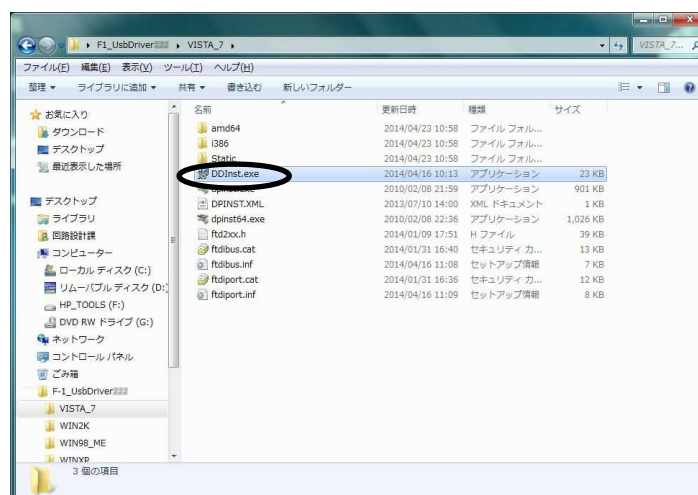 F1_UsbDriver ▸ VISTA_7 ▸
VISTA_7...
ファイル(F) 編集(E) 表示(V) ツール(T) ヘルプ(H)
整理 ▼ ライブラリに追加 ▼ 共有 ▼ 書き込む 新しいフォルダー
名前 更新日時 種類 サイズ
amd64 2014/04/23 10:58 ファイル フォル...
i386 2014/04/23 10:58 ファイル フォル...
Static 2014/04/23 10:58 ファイル フォル...
DDInst.exe 2014/04/16 10:13 アプリケーション 23 KB
2010/02/08 21:59 アプリケーション 901 KB
DPINST.XML 2013/07/10 14:00 XML ドキュメント 1 KB
dpinst64.exe 2010/02/08 22:36 アプリケーション 1,026 KB
ftd2xx.h 2014/01/09 17:51 H ファイル 39 KB
ftdibus.cat 2014/01/31 16:40 セキュリティ カ... 13 KB
ftdibus.inf 2014/04/16 11:08 セットアップ情報 7 KB
ftdiport.cat 2014/01/31 16:36 セキュリティ カ... 12 KB
ftdiport.inf 2014/04/16 11:09 セットアップ情報 8 KB
お気に入り
ダウンロード
デスクトップ
最近表示した場所
デスクトップ
ライブラリ
回路設計課
コンピューター
ローカル ディスク (C:)
リムーバブル ディスク (D:)
HP_TOOLS (F:)
DVD RW ドライブ (G:)
ネットワーク
コントロール パネル
ごみ箱
F-1_UsbDriver
VISTA_7
WIN2K
WIN98_ME
WINXP
3 個の項目